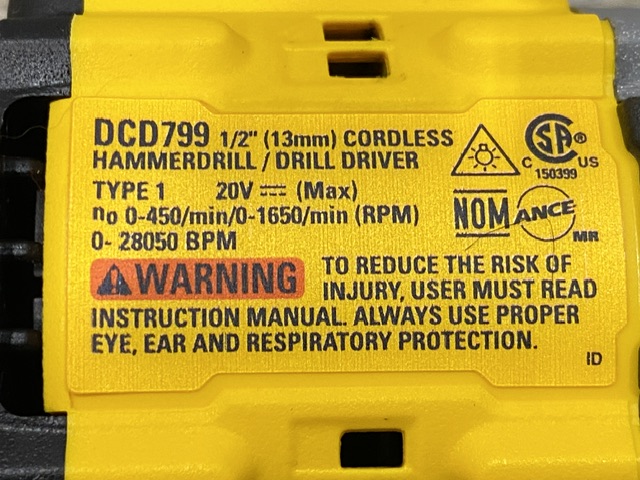 DCD799 1/2" (13mm) CORDLESS
HAMMERDRILL / DRILL DRIVER
TYPE 1 20V ⎓ (Max)
no 0-450/min/0-1650/min (RPM)
0- 28050 BPM
CSA®
C US
150399
NOM ANCE
MR
⚠WARNING TO REDUCE THE RISK OF
INJURY, USER MUST READ
INSTRUCTION MANUAL. ALWAYS USE PROPER
EYE, EAR AND RESPIRATORY PROTECTION.
ID